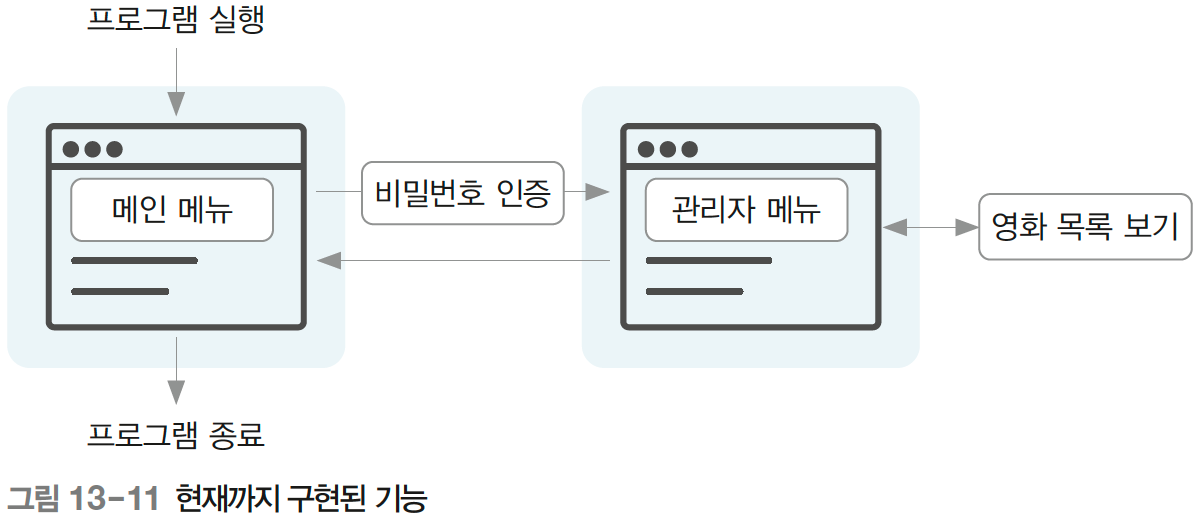 프로그램 실행
메인 메뉴
비밀번호 인증
관리자 메뉴
영화 목록 보기
프로그램 종료
그림 13-11 현재까지 구현된 기능